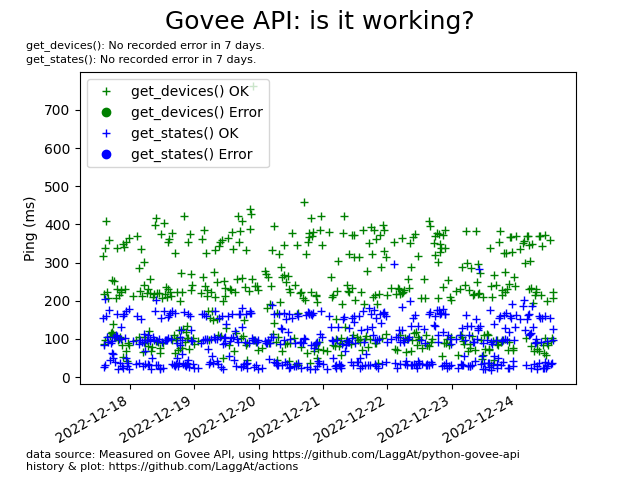 Govee API: is it working?
get_devices(): No recorded error in 7 days.
get_states(): No recorded error in 7 days.
get_devices() OK
get_devices() Error
get_states() OK
get_states() Error
Ping (ms)
700
600
500
400
300
200
100
0
2022-12-18
2022-12-19
2022-12-20
2022-12-21
2022-12-22
2022-12-23
2022-12-24
data source: Measured on Govee API, using https://github.com/LaggAt/python-govee-api
history & plot: https://github.com/LaggAt/actions